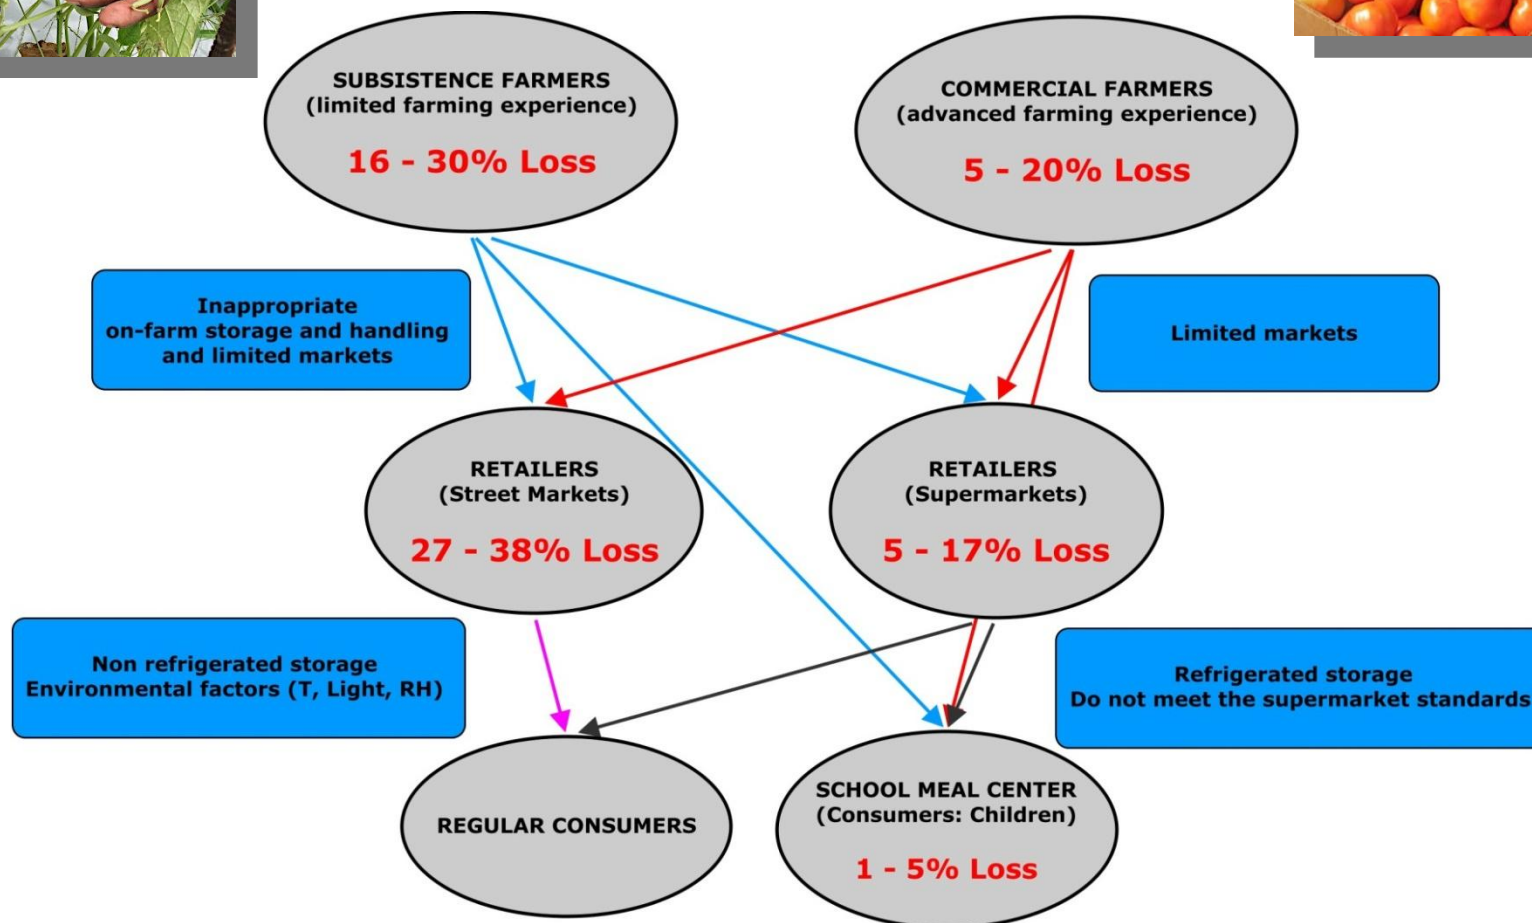 SUBSISTENCE FARMERS
(limited farming experience)
16 - 30% Loss
COMMERCIAL FARMERS
(advanced farming experience)
5 - 20% Loss
Inappropriate
on-farm storage and handling
and limited markets
Limited markets
RETAILERS
(Street Markets)
27 - 38% Loss
RETAILERS
(Supermarkets)
5 - 17% Loss
Non refrigerated storage
Environmental factors (T, Light, RH)
Refrigerated storage
Do not meet the supermarket standards
REGULAR CONSUMERS
SCHOOL MEAL CENTER
(Consumers: Children)
1 - 5% Loss